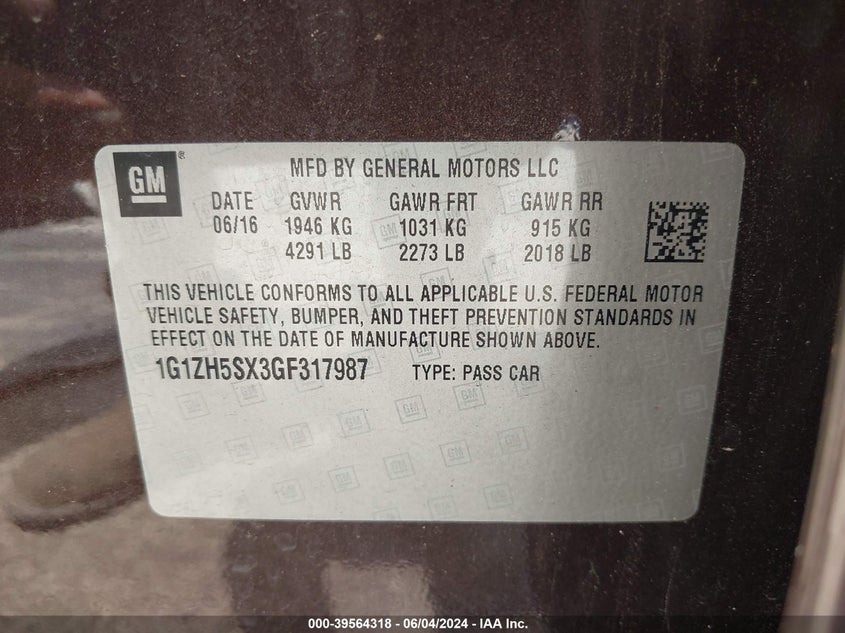 GM ® MFD BY GENERAL MOTORS LLC
DATE GVWR GAWR FRT GAWR RR
06/16 1946 KG 1031 KG 915 KG
4291 LB 2273 LB 2018 LB
THIS VEHICLE CONFORMS TO ALL APPLICABLE U.S. FEDERAL MOTOR
VEHICLE SAFETY, BUMPER, AND THEFT PREVENTION STANDARDS IN
EFFECT ON THE DATE OF MANUFACTURE SHOWN ABOVE.
1G1ZH5SX3GF317987 TYPE: PASS CAR
000-39564318 - 06/04/2024 - IAA Inc.